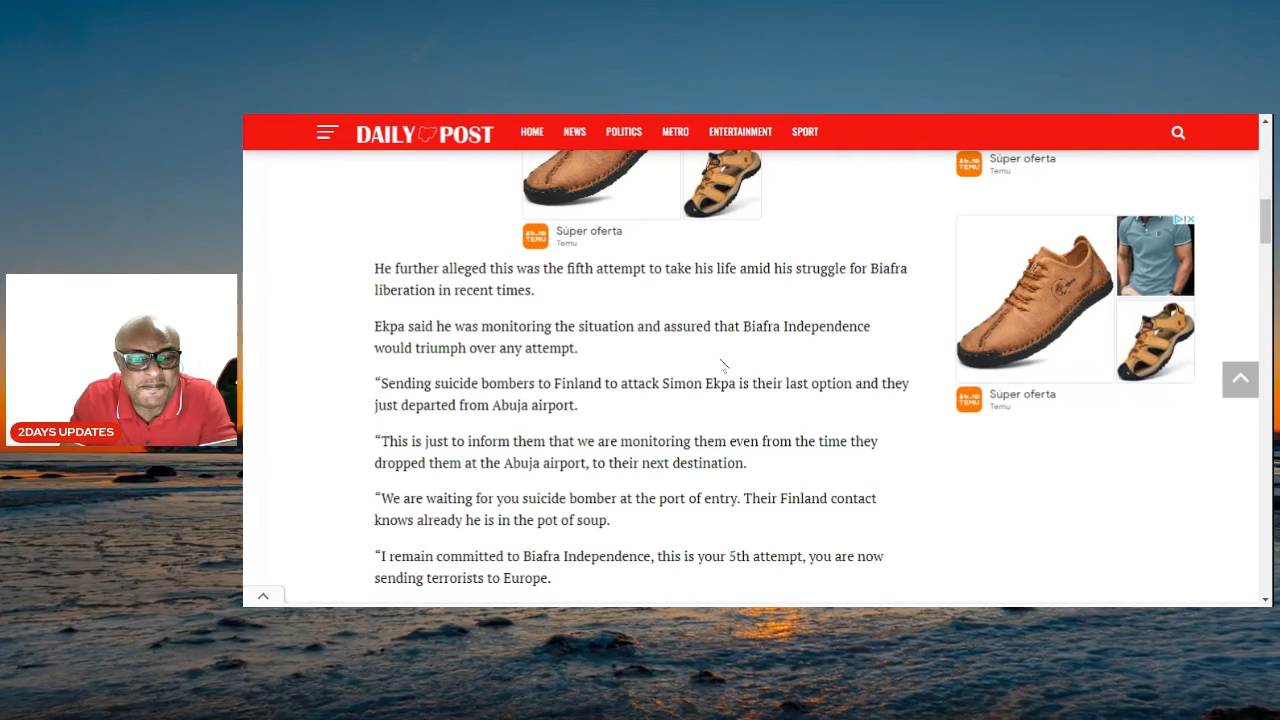 DAILY POST
HOME NEWS POLITICS METRO ENTERTAINMENT SPORT
Súper oferta
Temu
TEMU
Súper oferta
Temu
TEMU
He further alleged this was the fifth attempt to take his life amid his struggle for Biafra
liberation in recent times.
Ekpa said he was monitoring the situation and assured that Biafra Independence
would triumph over any attempt.
“Sending suicide bombers to Finland to attack Simon Ekpa is their last option and they
just departed from Abuja airport.
“This is just to inform them that we are monitoring them even from the time they
dropped them at the Abuja airport, to their next destination.
“We are waiting for you suicide bomber at the port of entry. Their Finland contact
knows already he is in the pot of soup.
“I remain committed to Biafra Independence, this is your 5th attempt, you are now
sending terrorists to Europe.
Súper oferta
Temu
TEMU
2DAYS UPDATES